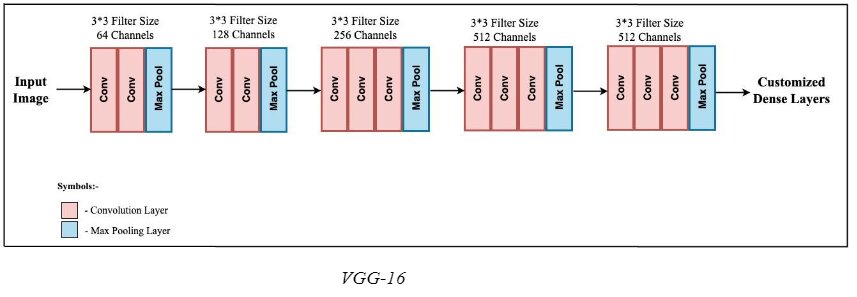 3*3 Filter Size
64 Channels
3*3 Filter Size
128 Channels
3*3 Filter Size
256 Channels
3*3 Filter Size
512 Channels
3*3 Filter Size
512 Channels
Input
Image
Conv
Conv
Max Pool
Conv
Conv
Max Pool
Conv
Conv
Conv
Max Pool
Conv
Conv
Conv
Max Pool
Conv
Conv
Conv
Max Pool
Customized
Dense Layers
Symbols:-
- Convolution Layer
- Max Pooling Layer
VGG-16